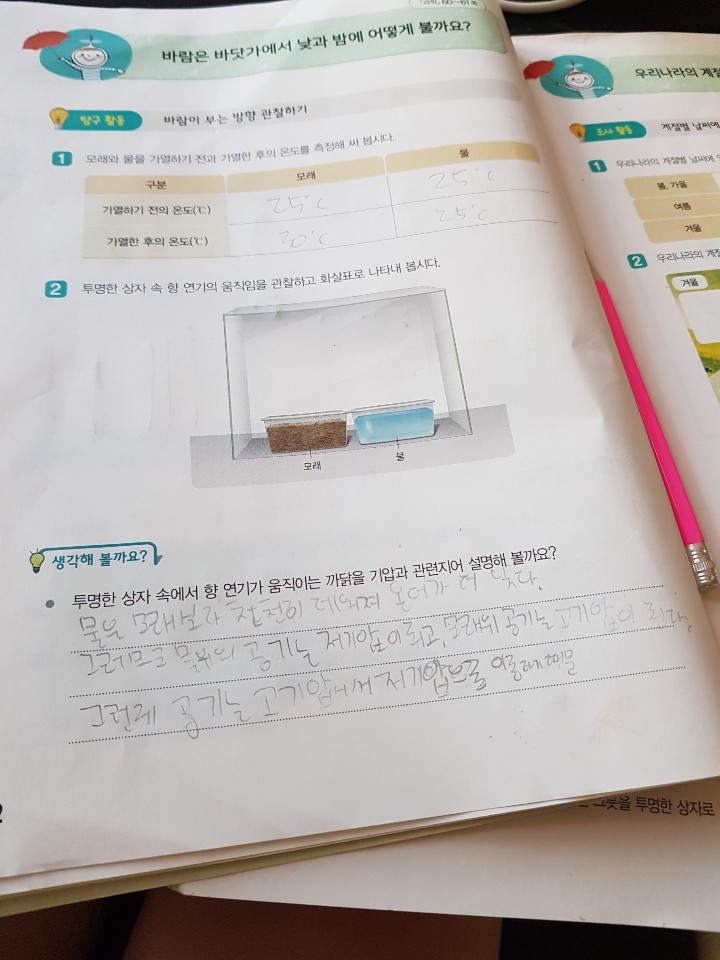 「과학」 60~61쪽
바람은 바닷가에서 낮과 밤에 어떻게 불까요?
탐구 활동 바람이 부는 방향 관찰하기
1 모래와 물을 가열하기 전과 가열한 후의 온도를 측정해 써 봅시다.
구분 모래 물
가열하기 전의 온도(℃) 25℃ 25℃
가열한 후의 온도(℃) 30℃ 25℃
2 투명한 상자 속 향 연기의 움직임을 관찰하고 화살표로 나타내 봅시다.
모래 물
생각해 볼까요?
투명한 상자 속에서 향 연기가 움직이는 까닭을 기압과 관련지어 설명해 볼까요?
물은 모래보다 천천히 데워져 온더가 더 낮다.
그러므로 물위의 공기는 저기압이 되고, 모래위 공기는 고기압이 되다.
그런레 공기는 고기압에서 저기압으로 이동하기 때문
우리나라의 계절
조사 활동 계절별 날씨에
1 우리나라의 계절별 날씨에
봄, 가을
여름
겨울
2 우리나라의 계절
겨울
그릇을 투명한 상자로